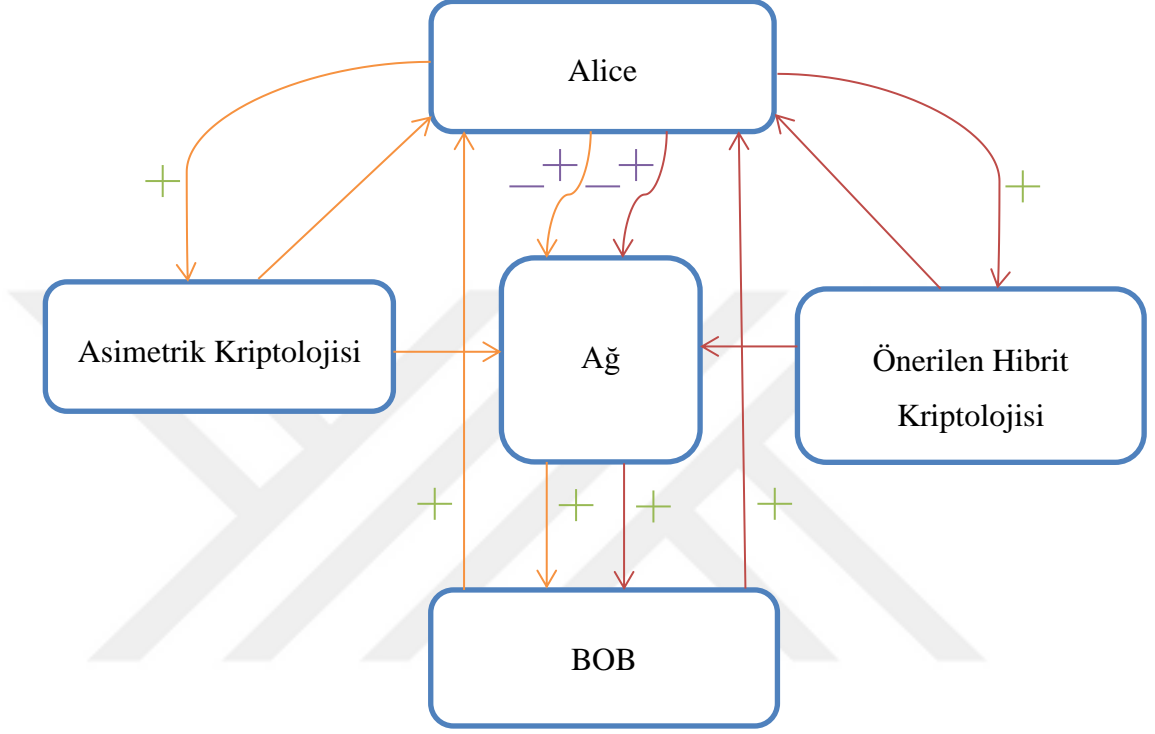 Alice
Asimetrik Kriptolojisi
Ağ
Önerilen Hibrit
Kriptolojisi
BOB